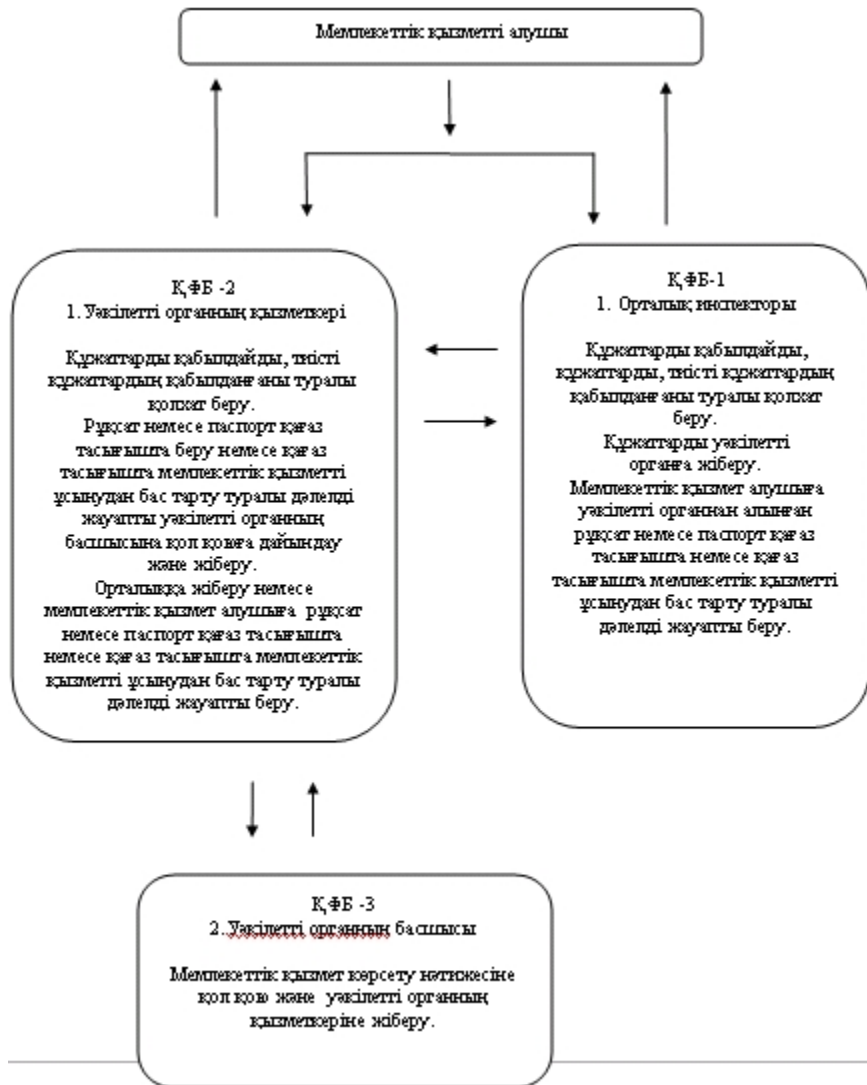 Мемлекеттік қызметті алушы
ҚФБ -2
1. Уәкілетті органның қызметкері
Құжаттарды қабылдайды, тиісті
құжаттардың қабылданғаны туралы
қолхат беру.
Рұқсат немесе паспорт қағаз
тасығышта беру немесе қағаз
тасығышта мемлекеттік қызметті
ұсынудан бас тарту туралы дәлелді
жауапты уәкілетті органның
басшысына қол қоюға дайындау
және жіберу.
Орталыққа жіберу немесе
мемлекеттік қызмет алушыға рұқсат
немесе паспорт қағаз тасығышта
немесе қағаз тасығышта мемлекеттік
қызметті ұсынудан бас тарту туралы
дәлелді жауапты беру.
ҚФБ-1
1. Орталық инспекторы
Құжаттарды қабылдайды,
құжаттарды, тиісті құжаттардың
қабылданғаны туралы қолхат
беру.
Құжаттарды уәкілетті
органға жіберу.
Мемлекеттік қызмет алушыға
уәкілетті органнан алынған
рұқсат немесе паспорт қағаз
тасығышта немесе қағаз
тасығышта мемлекеттік қызметті
ұсынудан бас тарту туралы
дәлелді жауапты беру.
ҚФБ -3
2. Уәкілетті органның басшысы
Мемлекеттік қызмет көрсету нәтижесіне
қол қою және уәкілетті органның
қызметкеріне жіберу.